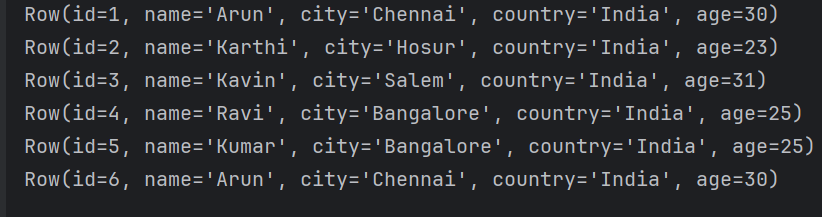 Row(id=1, name='Arun', city='Chennai', country='India', age=30)
Row(id=2, name='Karthi', city='Hosur', country='India', age=23)
Row(id=3, name='Kavin', city='Salem', country='India', age=31)
Row(id=4, name='Ravi', city='Bangalore', country='India', age=25)
Row(id=5, name='Kumar', city='Bangalore', country='India', age=25)
Row(id=6, name='Arun', city='Chennai', country='India', age=30)